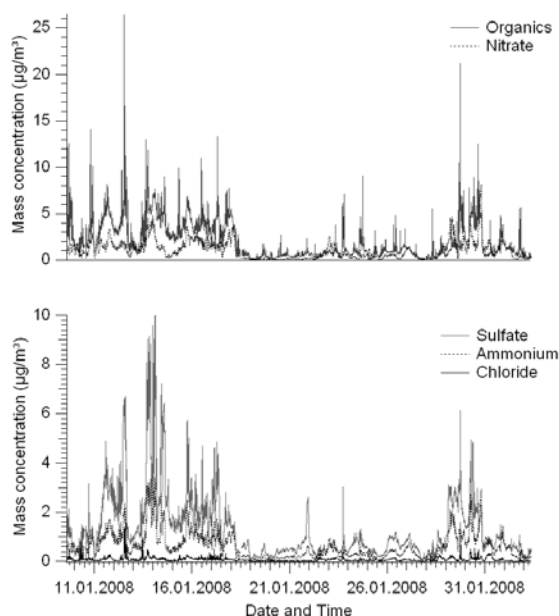 25
20
15
10
5
0
Mass concentration (µg/m³)
Organics
Nitrate
10
8
6
4
2
0
Mass concentration (µg/m³)
Sulfate
Ammonium
Chloride
11.01.2008 16.01.2008 21.01.2008 26.01.2008 31.01.2008
Date and Time